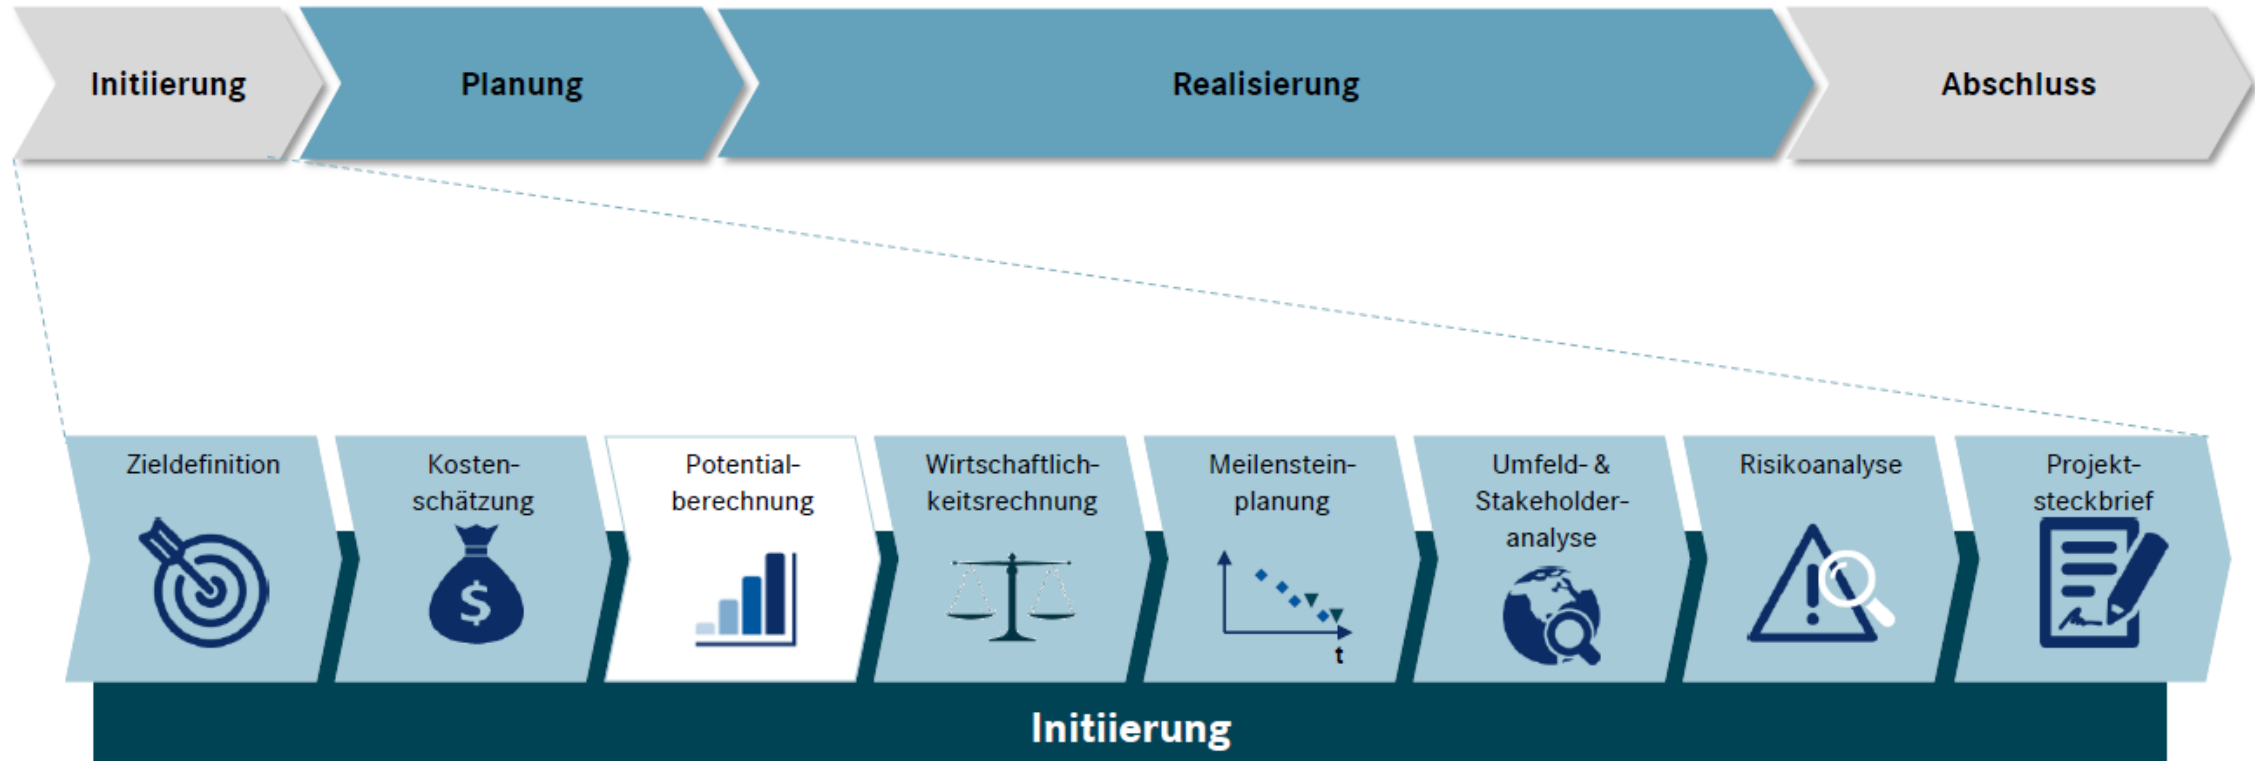 Initiierung
Planung
Realisierung
Abschluss
Zieldefinition
Kosten-
schätzung
$
Potential-
berechnung
Wirtschaftlich-
keitsrechnung
Meilenstein-
planung
t
Umfeld- &
Stakeholder-
analyse
Risikoanalyse
Projekt-
steckbrief
Initiierung